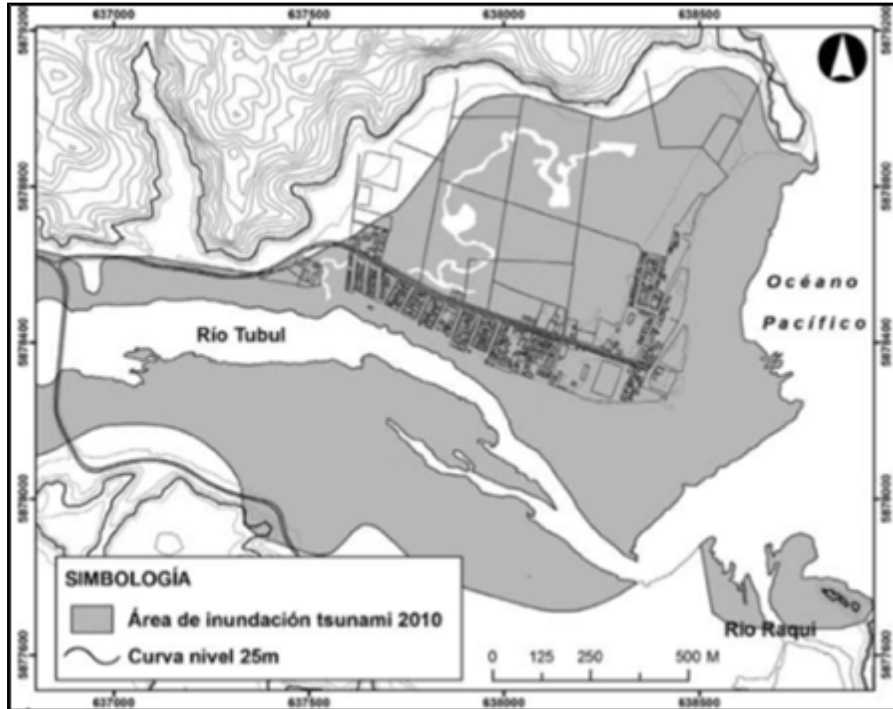 637000 637500 638000 638500
Océano
Pacífico
Río Tubul
SIMBOLOGÍA
Área de inundación tsunami 2010
Curva nivel 25m
Río Raqui
0 125 250 500 M
637000 637500 638000 638500